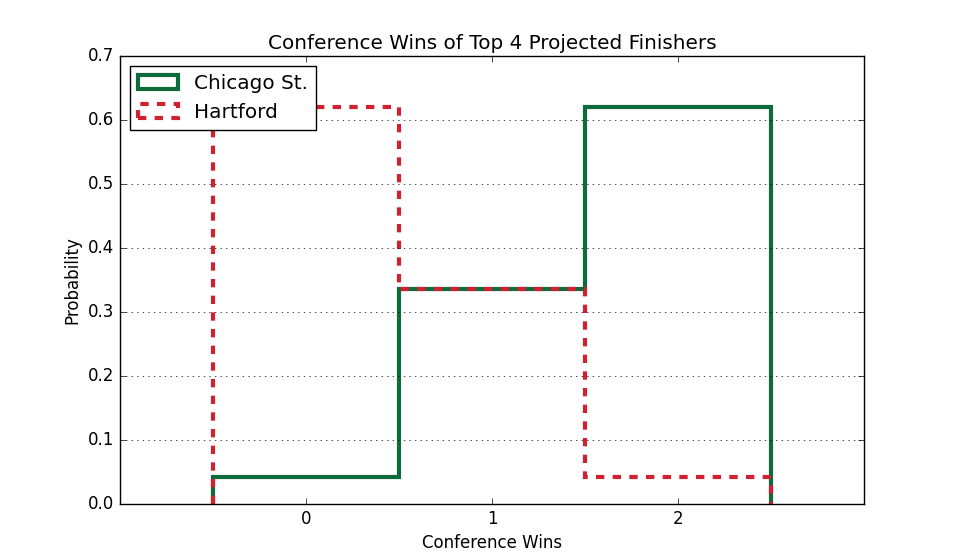 Conference Wins of Top 4 Projected Finishers
0.7
Chicago St.
Hartford
0.6
0.5
0.4
Probability
0.3
0.2
0.1
0.0
0 1 2
Conference Wins